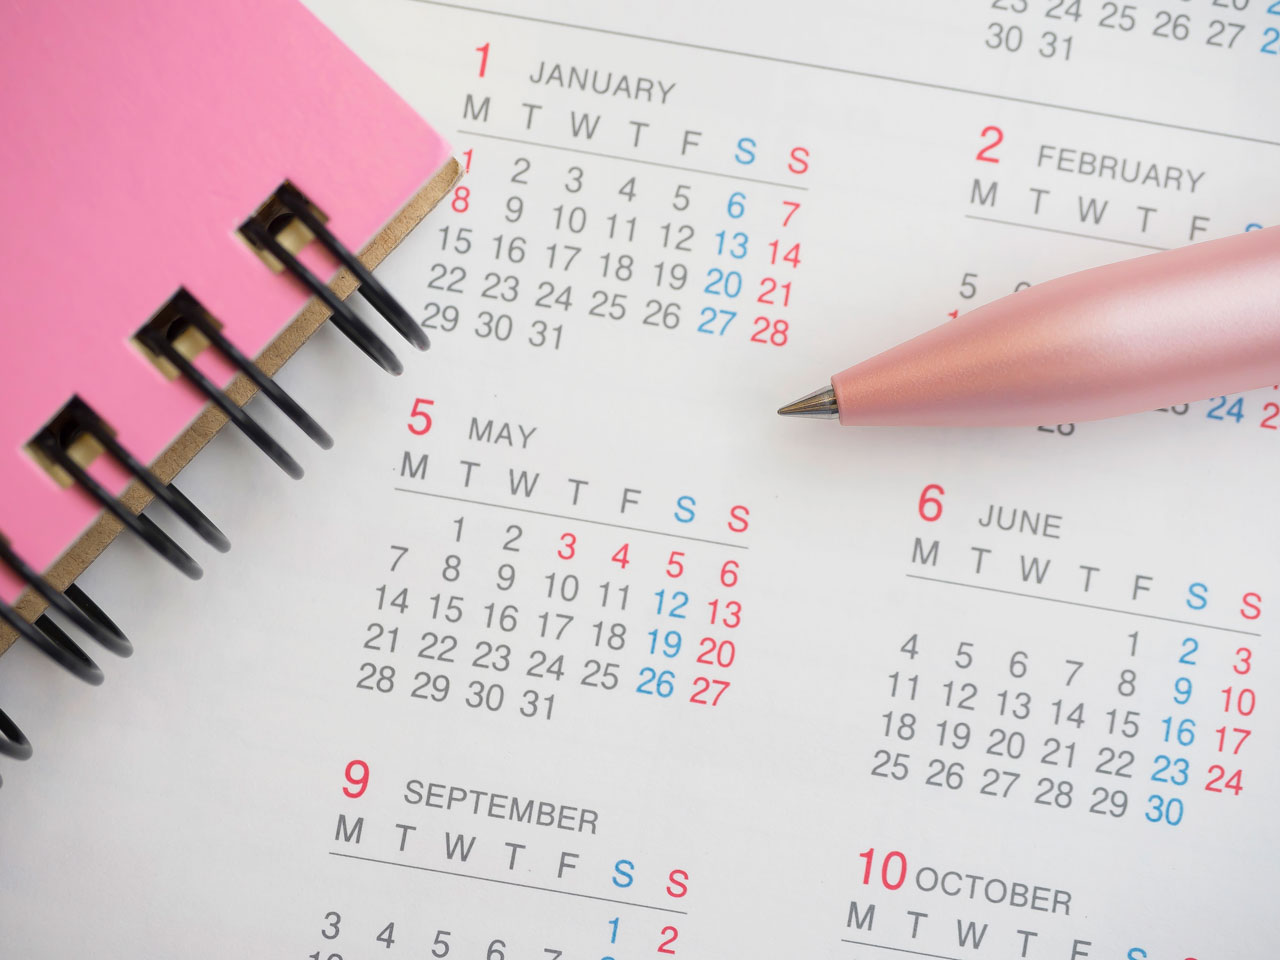 23 24 25 26 27
30 31
1 JANUARY
M T W T F S S
1 2 3 4 5 6 7
8 9 10 11 12 13 14
15 16 17 18 19 20 21
22 23 24 25 26 27 28
29 30 31
2 FEBRUARY
M T W T F
5
24
26
5 MAY
M T W T F S S
1 2 3 4 5 6
7 8 9 10 11 12 13
14 15 16 17 18 19 20
21 22 23 24 25 26 27
28 29 30 31
6 JUNE
M T W T F S S
1 2 3
4 5 6 7 8 9 10
11 12 13 14 15 16 17
18 19 20 21 22 23 24
25 26 27 28 29 30
9 SEPTEMBER
M T W T F S S
1 2
3 4 5 6 7
10 OCTOBER
M T W T F S